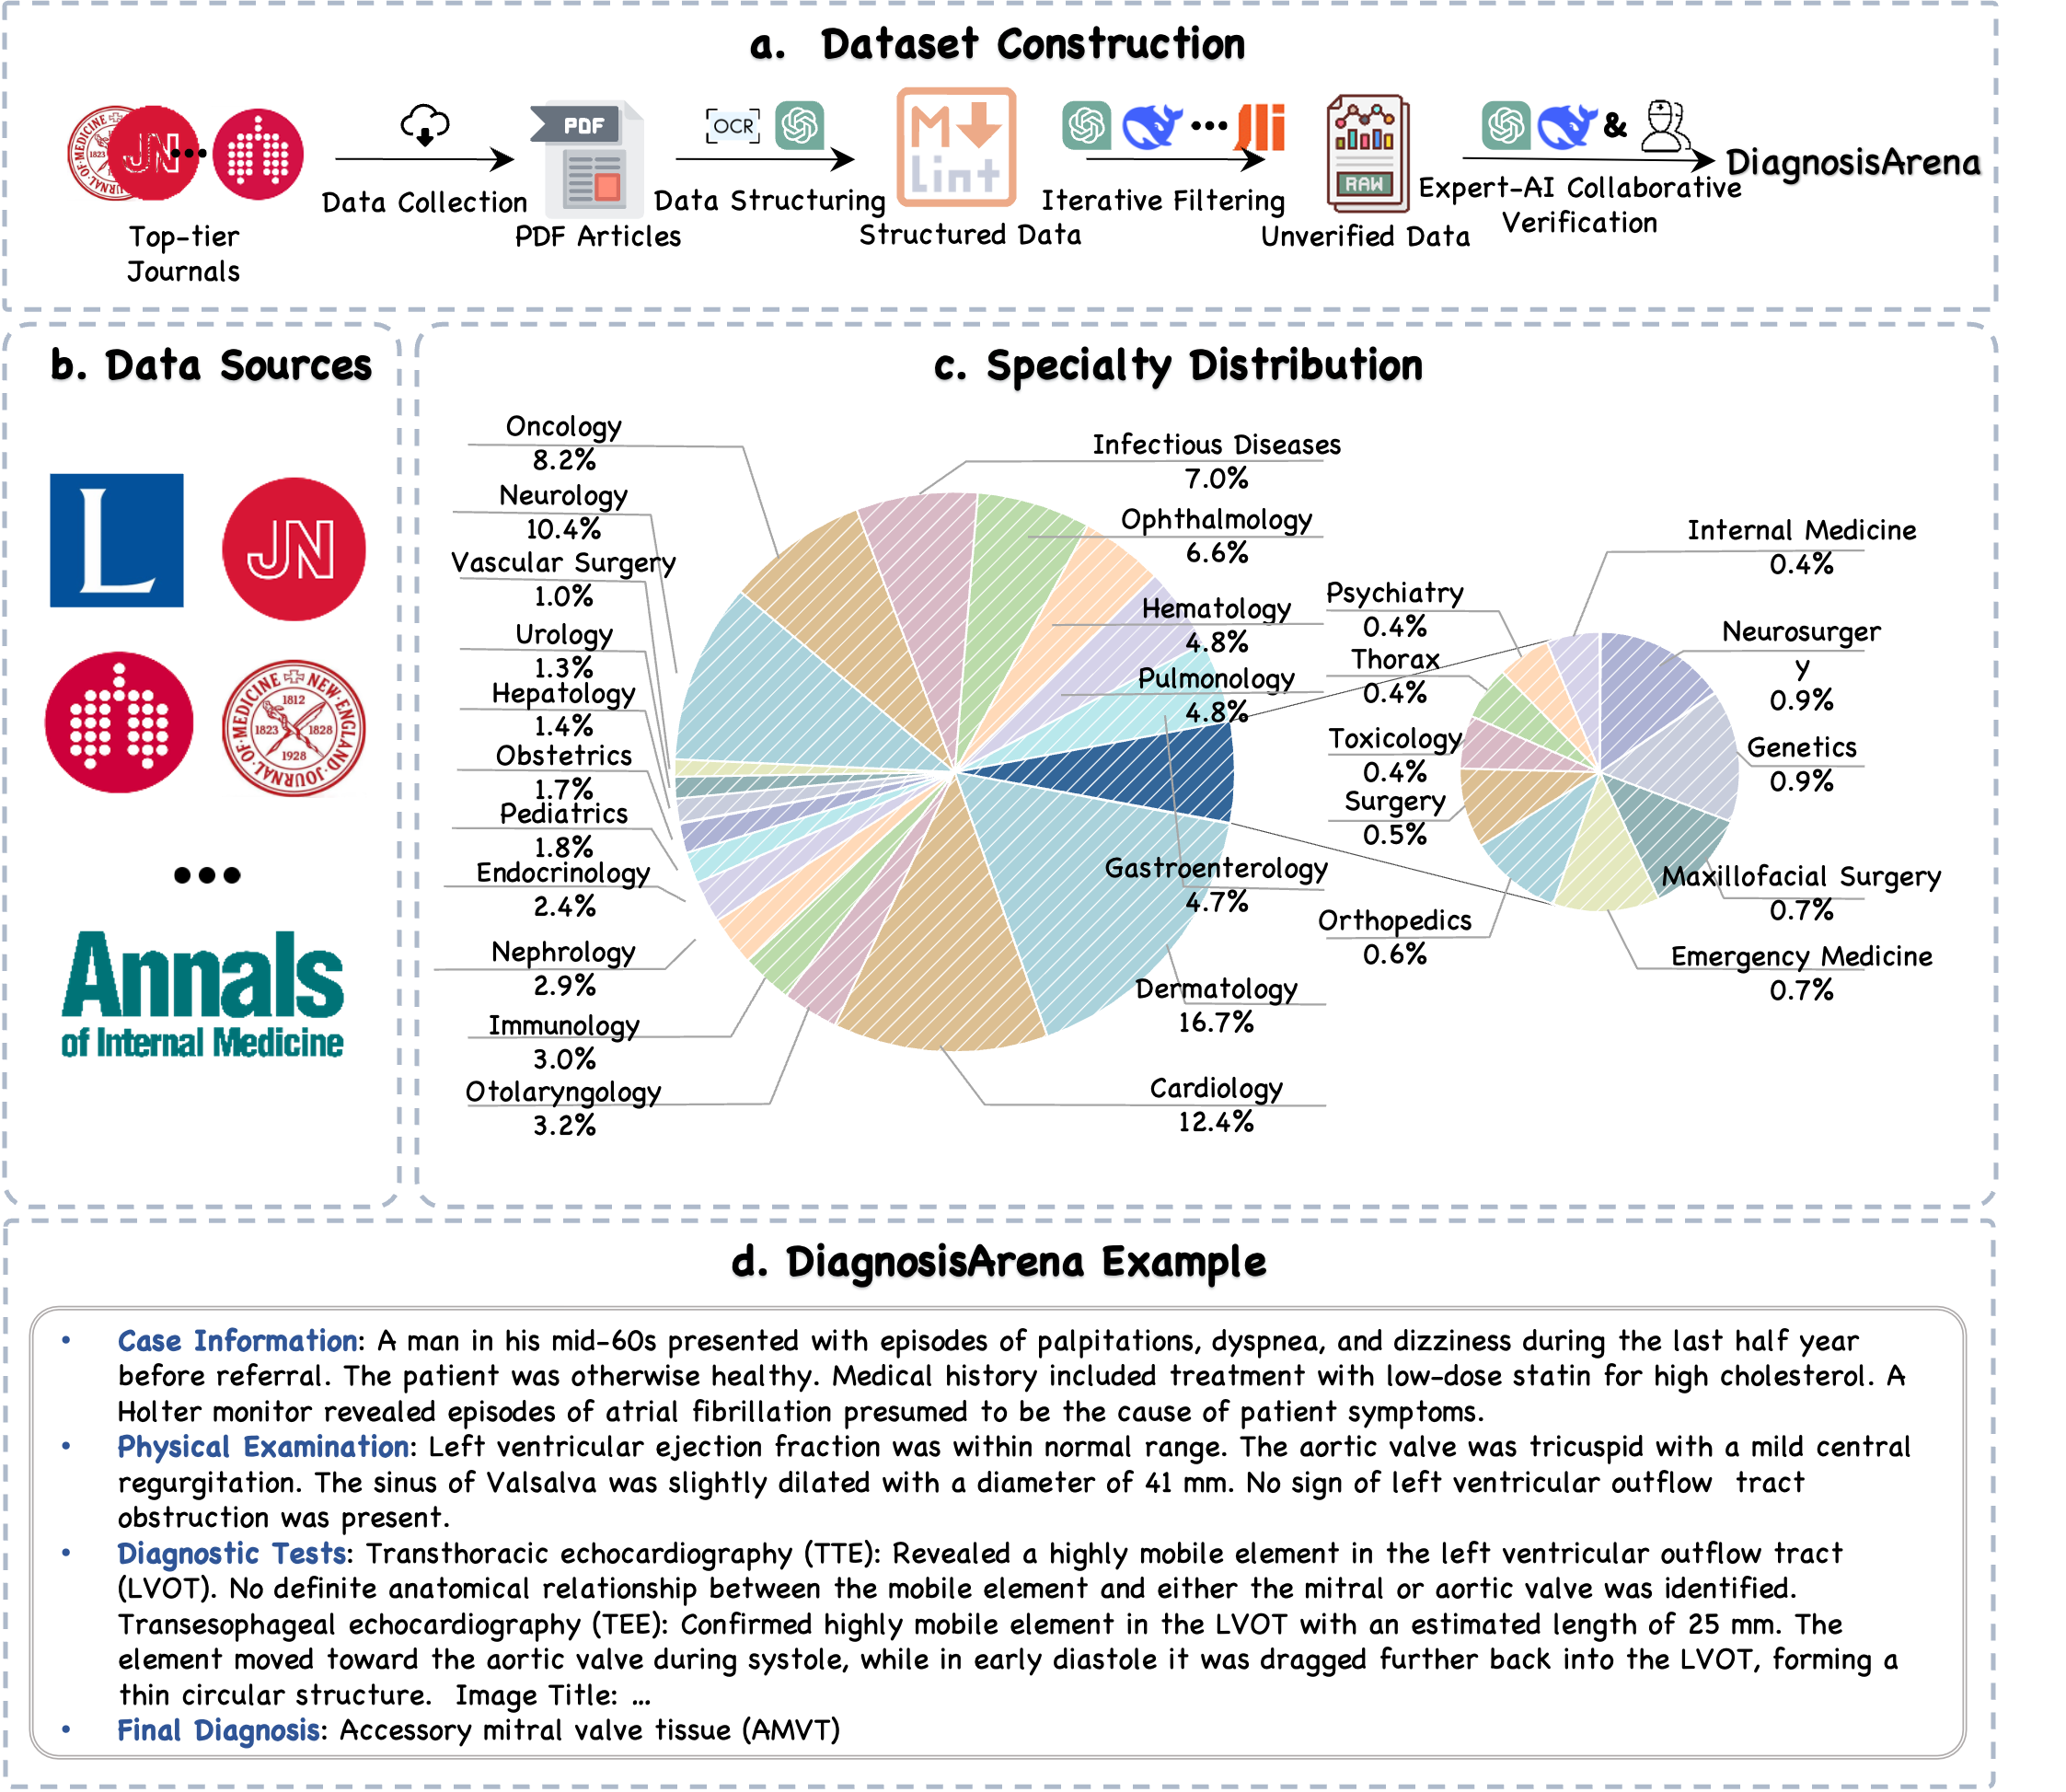 a. Dataset Construction
JN
PDF
OCR
M
Lint
Jli
RAW
&
DiagnosisArena
Data Collection
Data Structuring
Iterative Filtering
Expert-AI Collaborative
Verification
Top-tier
Journals
PDF Articles
Structured Data
Unverified Data
b. Data Sources
L
JN
NEW ENGLAND JOURNAL OF MEDICINE
1812
1823
1828
1928
Annals
of Internal Medicine
c. Specialty Distribution
Oncology
8.2%
Neurology
10.4%
Vascular Surgery
1.0%
Urology
1.3%
Hepatology
1.4%
Obstetrics
1.7%
Pediatrics
1.8%
Endocrinology
2.4%
Nephrology
2.9%
Immunology
3.0%
Otolaryngology
3.2%
Infectious Diseases
7.0%
Ophthalmology
6.6%
Hematology
4.8%
Pulmonology
4.8%
Gastroenterology
4.7%
Dermatology
16.7%
Cardiology
12.4%
Psychiatry
0.4%
Thorax
0.4%
Toxicology
0.4%
Surgery
0.5%
Orthopedics
0.6%
Internal Medicine
0.4%
Neurosurger
y
0.9%
Genetics
0.9%
Maxillofacial Surgery
0.7%
Emergency Medicine
0.7%
d. DiagnosisArena Example
• Case Information: A man in his mid-60s presented with episodes of palpitations, dyspnea, and dizziness during the last half year
before referral. The patient was otherwise healthy. Medical history included treatment with low-dose statin for high cholesterol. A
Holter monitor revealed episodes of atrial fibrillation presumed to be the cause of patient symptoms.
• Physical Examination: Left ventricular ejection fraction was within normal range. The aortic valve was tricuspid with a mild central
regurgitation. The sinus of Valsalva was slightly dilated with a diameter of 41 mm. No sign of left ventricular outflow tract
obstruction was present.
• Diagnostic Tests: Transthoracic echocardiography (TTE): Revealed a highly mobile element in the left ventricular outflow tract
(LVOT). No definite anatomical relationship between the mobile element and either the mitral or aortic valve was identified.
Transesophageal echocardiography (TEE): Confirmed highly mobile element in the LVOT with an estimated length of 25 mm. The
element moved toward the aortic valve during systole, while in early diastole it was dragged further back into the LVOT, forming a
thin circular structure. Image Title: ...
• Final Diagnosis: Accessory mitral valve tissue (AMVT)